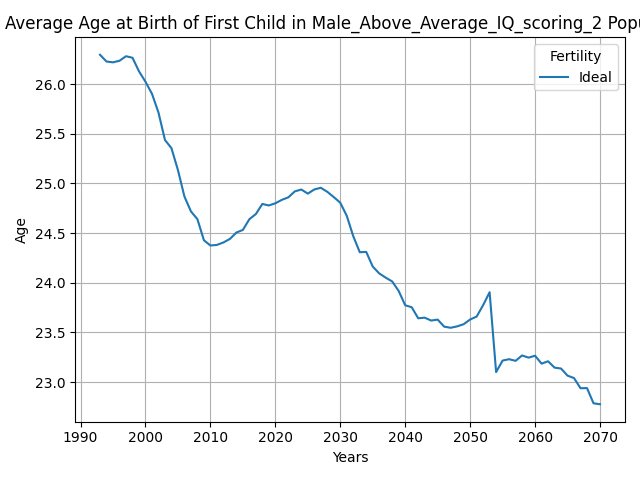 Average Age at Birth of First Child in Male_Above_Average_IQ_scoring_2 Popu
Fertility
Ideal
Age
26.0
25.5
25.0
24.5
24.0
23.5
23.0
1990 2000 2010 2020 2030 2040 2050 2060 2070
Years